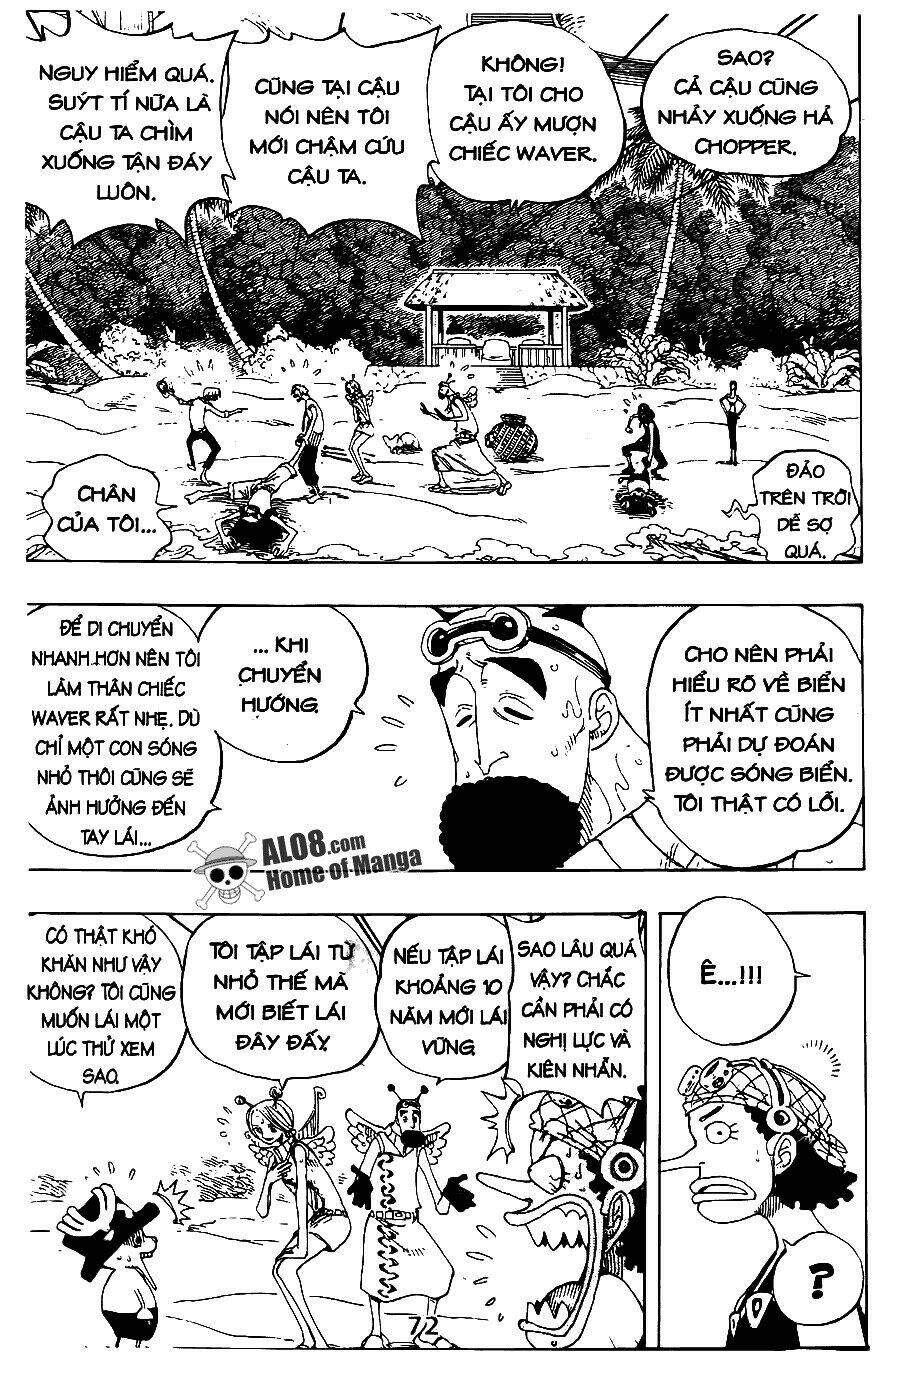 SAO?
CẢ CẬU CŨNG
NHẢY XUỐNG HẢ
CHOPPER.
KHÔNG!
TẠI TÔI CHO
CẬU ẤY MƯỢN
CHIẾC WAVER.
CŨNG TẠI CẬU
NÓI NÊN TÔI
MỚI CHẬM CỨU
CẬU TA.
NGUY HIỂM QUÁ.
SUÝT TÍ NỮA LÀ
CẬU TA CHÌM
XUỐNG TẬN ĐÁY
LUÔN.
ĐẢO
TRÊN TRỜI
DỄ SỢ
QUÁ.
CHÂN
CỦA TÔI...
CHO NÊN PHẢI
HIỂU RÕ VỀ BIỂN
ÍT NHẤT CŨNG
PHẢI DỰ ĐOÁN
ĐƯỢC SÓNG BIỂN.
TÔI THẬT CÓ LỖI.
... KHI
CHUYỂN
HƯỚNG.
ĐỂ DI CHUYỂN
NHANH HƠN NÊN TÔI
LÀM THÂN CHIẾC
WAVER RẤT NHẸ. DÙ
CHỈ MỘT CON SÓNG
NHỎ THÔI CŨNG SẼ
ẢNH HƯỞNG ĐẾN
TAY LÁI...
AL08.com
Home of Manga
Ê...!!!
?
SAO LÂU QUÁ
VẬY? CHẮC
CẦN PHẢI CÓ
NGHỊ LỰC VÀ
KIÊN NHẪN.
NẾU TẬP LÁI
KHOẢNG 10
NĂM MỚI LÁI
VỮNG.
TÔI TẬP LÁI TỪ
NHỎ THẾ MÀ
MỚI BIẾT LÁI
ĐÂY ĐẤY.
CÓ THẬT KHÓ
KHĂN NHƯ VẬY
KHÔNG? TÔI CŨNG
MUỐN LÁI MỘT
LÚC THỬ XEM
SAO.
72